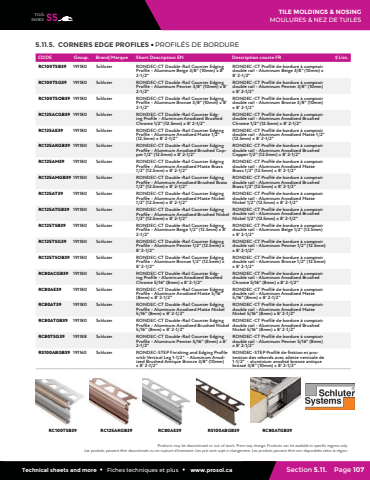 TILE MOLDINGS & NOSING
MOULURES & NEZ DE TUILES
S5
5.11.5. CORNERS EDGE PROFILES • PROFILÉS DE BORDURE
CODE Group. Brand/Marque Short Description EN Description courte FR $ List.
RC100TSB39 191180 Schluter RONDEC-CT Double-Rail Counter Edging Profile - Aluminum Beige 3/8" (10mm) x 8' 2-1/2" RONDEC-CT Profilé de bordure à comptoir double rail - Aluminum Beige 3/8" (10mm) x 8' 2-1/2"
RC100TSG39 191180 Schluter RONDEC-CT Double-Rail Counter Edging Profile - Aluminum Pewter 3/8" (10mm) x 8' 2-1/2" RONDEC-CT Profilé de bordure à comptoir double rail - Aluminum Pewter 3/8" (10mm) x 8' 2-1/2"
RC100TSOB39 191180 Schluter RONDEC-CT Double-Rail Counter Edging Profile - Aluminum Bronze 3/8" (10mm) x 8' 2-1/2" RONDEC-CT Profilé de bordure à comptoir double rail - Aluminum Bronze 3/8" (10mm) x 8' 2-1/2"
RC125ACGB39 191180 Schluter RONDEC-CT Double-Rail Counter Edging Profile - Aluminum Anodized Brushed Chrome 1/2" (12.5mm) x 8' 2-1/2" RONDEC-CT Profilé de bordure à comptoir double rail - Aluminum Anodized Brushed Chrome 1/2" (12.5mm) x 8' 2-1/2"
RC125AE39 191180 Schluter RONDEC-CT Double-Rail Counter Edging Profile - Aluminum Anodized Matte 1/2" (12.5mm) x 8' 2-1/2" RONDEC-CT Profilé de bordure à comptoir double rail - Aluminum Anodized Matte 1/2" (12.5mm) x 8' 2-1/2"
RC125AKGB39 191180 Schluter RONDEC-CT Double-Rail Counter Edging Profile - Aluminum Anodized Brushed Copper 1/2" (12.5mm) x 8' 2-1/2" RONDEC-CT Profilé de bordure à comptoir double rail - Aluminum Anodized Brushed Copper 1/2" (12.5mm) x 8' 2-1/2"
RC125AM39 191180 Schluter RONDEC-CT Double-Rail Counter Edging Profile - Aluminum Anodized Matte Brass 1/2" (12.5mm) x 8' 2-1/2" RONDEC-CT Profilé de bordure à comptoir double rail - Aluminum Anodized Matte Brass 1/2" (12.5mm) x 8' 2-1/2"
RC125AMGB39 191180 Schluter RONDEC-CT Double-Rail Counter Edging Profile - Aluminum Anodized Brushed Brass 1/2" (12.5mm) x 8' 2-1/2" RONDEC-CT Profilé de bordure à comptoir double rail - Aluminum Anodized Brushed Brass 1/2" (12.5mm) x 8' 2-1/2"
RC125AT39 191180 Schluter RONDEC-CT Double-Rail Counter Edging Profile - Aluminum Anodized Matte Nickel 1/2" (12.5mm) x 8' 2-1/2" RONDEC-CT Profilé de bordure à comptoir double rail - Aluminum Anodized Matte Nickel 1/2" (12.5mm) x 8' 2-1/2"
RC125ATGB39 191180 Schluter RONDEC-CT Double-Rail Counter Edging Profile - Aluminum Anodized Brushed Nickel 1/2" (12.5mm) x 8' 2-1/2" RONDEC-CT Profilé de bordure à comptoir double rail - Aluminum Anodized Brushed Nickel 1/2" (12.5mm) x 8' 2-1/2"
RC125TSB39 191180 Schluter RONDEC-CT Double-Rail Counter Edging Profile - Aluminum Beige 1/2" (12.5mm) x 8' 2-1/2" RONDEC-CT Profilé de bordure à comptoir double rail - Aluminum Beige 1/2" (12.5mm) x 8' 2-1/2"
RC125TSG39 191180 Schluter RONDEC-CT Double-Rail Counter Edging Profile - Aluminum Pewter 1/2" (12.5mm) x 8' 2-1/2" RONDEC-CT Profilé de bordure à comptoir double rail - Aluminum Pewter 1/2" (12.5mm) x 8' 2-1/2"
RC125TSOB39 191180 Schluter RONDEC-CT Double-Rail Counter Edging Profile - Aluminum Bronze 1/2" (12.5mm) x 8' 2-1/2" RONDEC-CT Profilé de bordure à comptoir double rail - Aluminum Bronze 1/2" (12.5mm) x 8' 2-1/2"
RC80ACGB39 191180 Schluter RONDEC-CT Double-Rail Counter Edging Profile - Aluminum Anodized Brushed Chrome 5/16" (8mm) x 8' 2-1/2" RONDEC-CT Profilé de bordure à comptoir double rail - Aluminum Anodized Brushed Chrome 5/16" (8mm) x 8' 2-1/2"
RC80AE39 191180 Schluter RONDEC-CT Double-Rail Counter Edging Profile - Aluminum Anodized Matte 5/16" (8mm) x 8' 2-1/2" RONDEC-CT Profilé de bordure à comptoir double rail - Aluminum Anodized Matte 5/16" (8mm) x 8' 2-1/2"
RC80AT39 191180 Schluter RONDEC-CT Double-Rail Counter Edging Profile - Aluminum Anodized Matte Nickel 5/16" (8mm) x 8' 2-1/2" RONDEC-CT Profilé de bordure à comptoir double rail - Aluminum Anodized Matte Nickel 5/16" (8mm) x 8' 2-1/2"
RC80ATGB39 191180 Schluter RONDEC-CT Double-Rail Counter Edging Profile - Aluminum Anodized Brushed Nickel 5/16" (8mm) x 8' 2-1/2" RONDEC-CT Profilé de bordure à comptoir double rail - Aluminum Anodized Brushed Nickel 5/16" (8mm) x 8' 2-1/2"
RC80TSG39 191180 Schluter RONDEC-CT Double-Rail Counter Edging Profile - Aluminum Pewter 5/16" (8mm) x 8' 2-1/2" RONDEC-CT Profilé de bordure à comptoir double rail - Aluminum Pewter 5/16" (8mm) x 8' 2-1/2"
RS100ABGB39 191160 Schluter RONDEC-STEP Finishing and Edging Profile with Vertical Leg 1-1/2" - Aluminum Anodized Brushed Antique Bronze 3/8" (10mm) x 8' 2-1/2" RONDEC-STEP Profilé de finition et protection des rebords avec ailette verticale de 1-1/2" - aluminum anodisé bronze antique brossé 3/8" (10mm) x 8' 2-1/2"
Schluter Systems
RC100TSB39 RC125AKGB39 RC80AE39 RS100ABGB39 RC80ATGB39
Products may be discontinued or out of stock. Price may change. Products can be available in specific regions only.
Les produits peuvent être discontinués ou en rupture d'inventaire. Les prix sont sujets à changement. Les produits peuvent être non disponibles selon la région.
Technical sheets and more • Fiches techniques et plus • www.prosol.ca
Section 5.11. Page 107